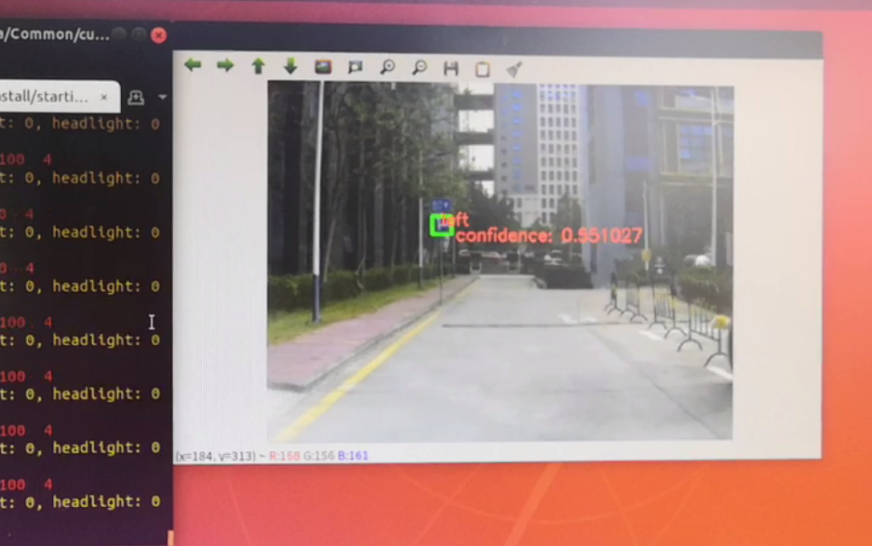 a/Common/cu...
stall/starti... ×
t: 0, headlight: 0
100 4
t: 0, headlight: 0
0 4
t: 0, headlight: 0
0 4
t: 0, headlight: 0
100 4
t: 0, headlight: 0
100 4
t: 0, headlight: 0
100 4
t: 0, headlight: 0
100 4
t: 0, headlight: 0
left
confidence: 0.551027
(x=184, y=313) ~ R:158 G:156 B:161